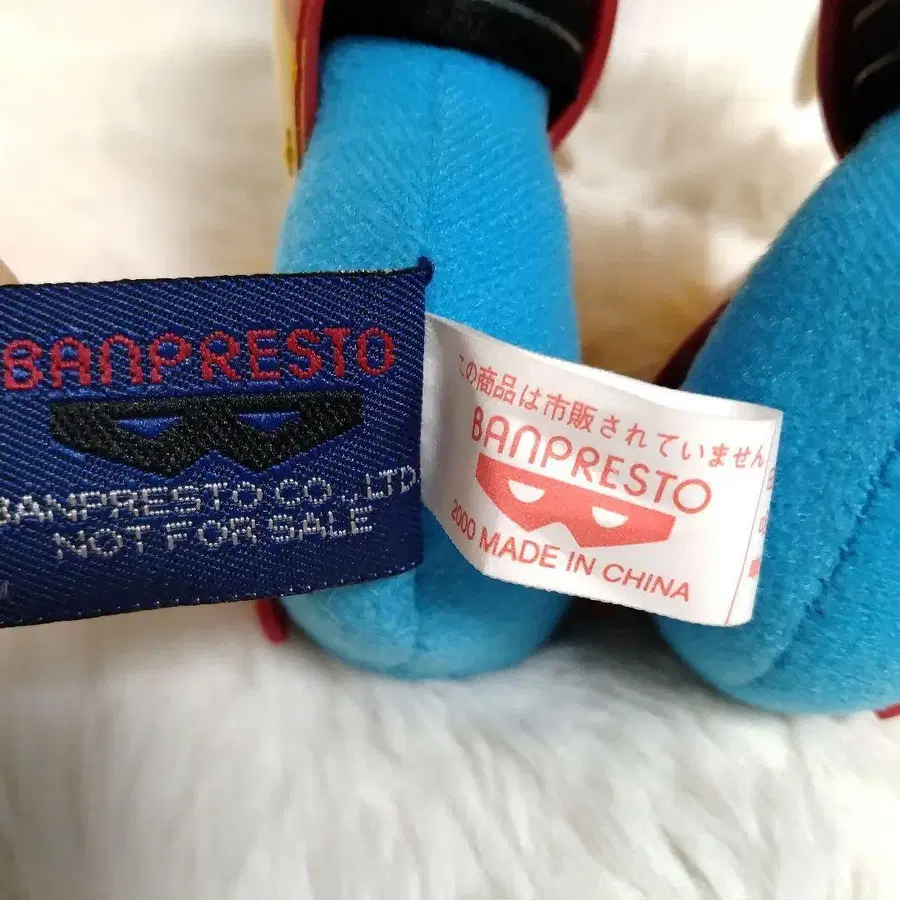 BANPRESTO
BANPRESTO CO.,LTD.
NOT FOR SALE
この商品は市販されていません
BANPRESTO
2000 MADE IN CHINA